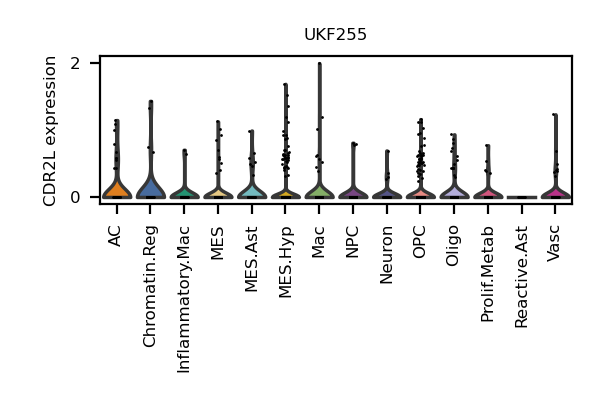 UKF255
CDR2L expression
2
0
AC
Chromatin.Reg
Inflammatory.Mac
MES
MES.Ast
MES.Hyp
Mac
NPC
Neuron
OPC
Oligo
Prolif.Metab
Reactive.Ast
Vasc